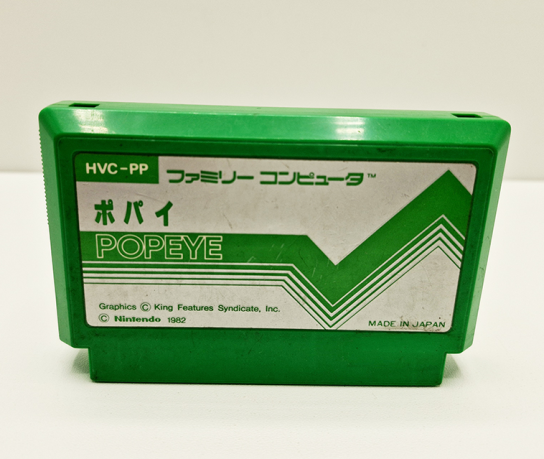 HVC-PP ファミリー コンピュータ™
ポパイ
POPEYE
Graphics © King Features Syndicate, Inc.
© Nintendo 1982
MADE IN JAPAN